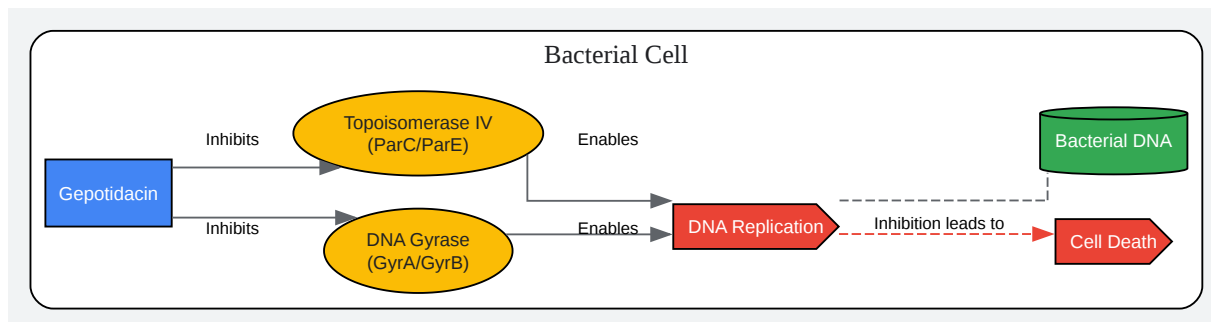 Bacterial Cell
Topoisomerase IV
(ParC/ParE)
Inhibits
Enables
Bacterial DNA
Gepotidacin
Inhibits
DNA Gyrase
(GyrA/GyrB)
Enables
DNA Replication
Inhibition leads to
Cell Death